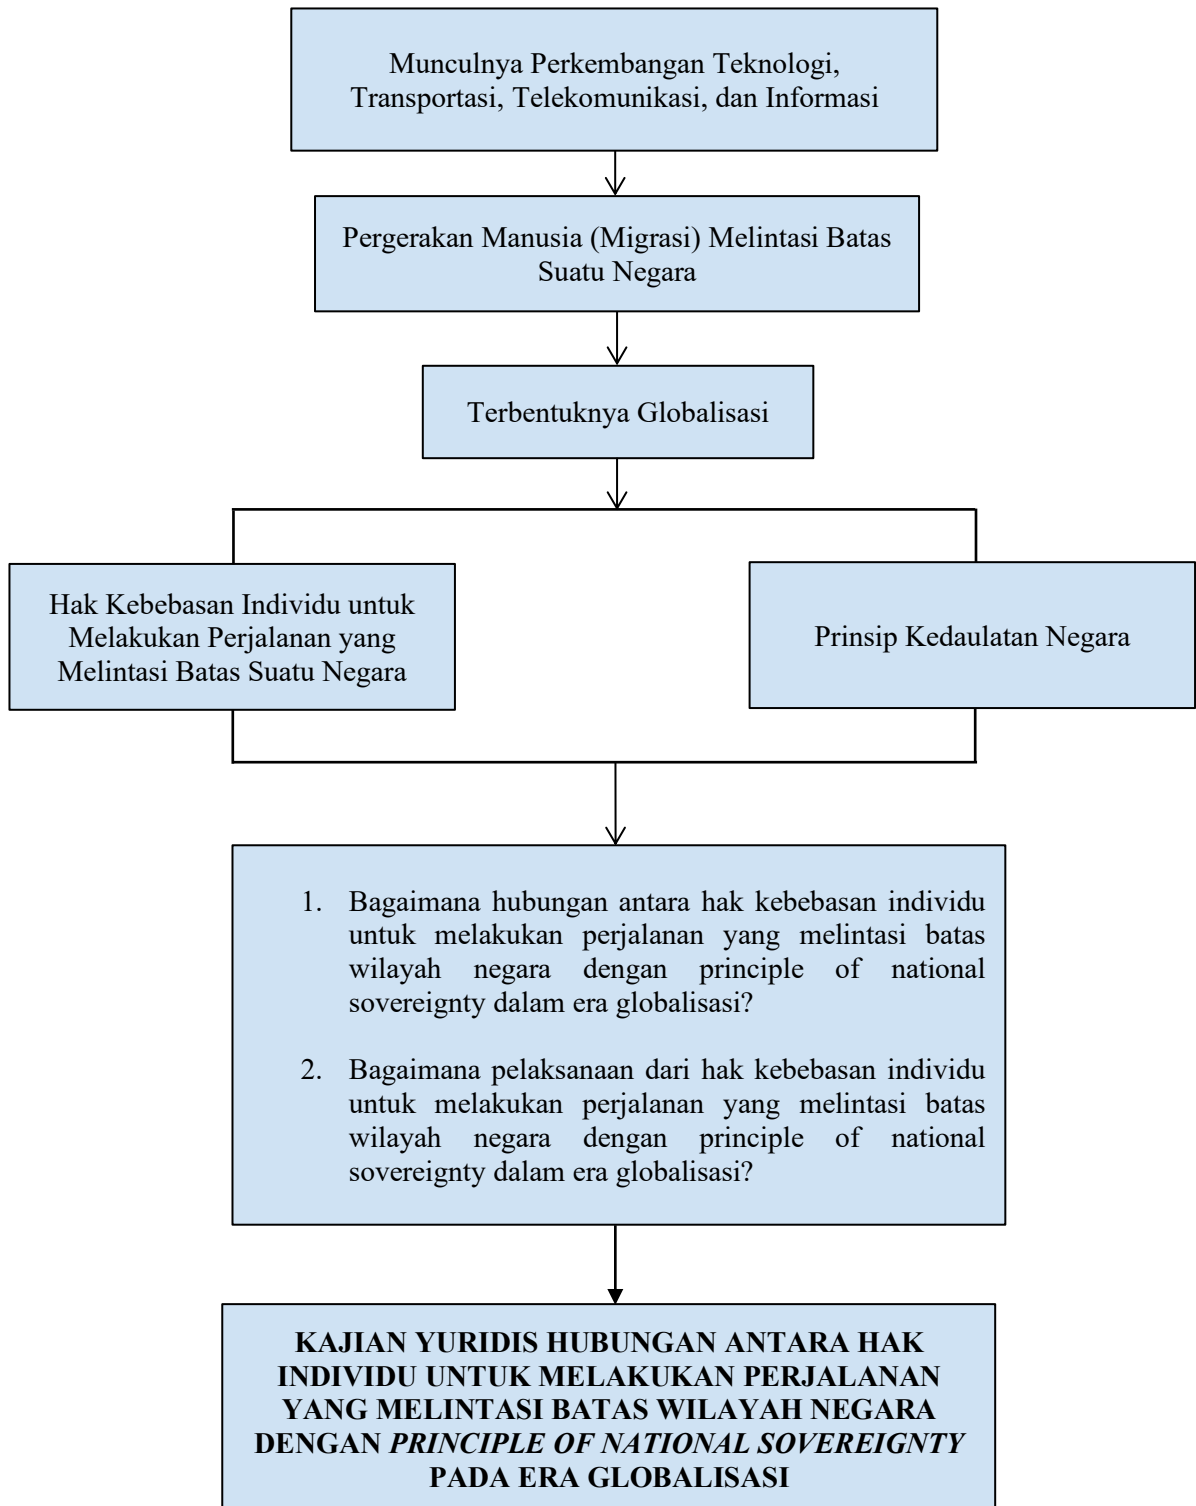 Munculnya Perkembangan Teknologi,
Transportasi, Telekomunikasi, dan Informasi
Pergerakan Manusia (Migrasi) Melintasi Batas
Suatu Negara
Terbentuknya Globalisasi
Hak Kebebasan Individu untuk
Melakukan Perjalanan yang
Melintasi Batas Suatu Negara
Prinsip Kedaulatan Negara
1. Bagaimana hubungan antara hak kebebasan individu
untuk melakukan perjalanan yang melintasi batas
wilayah negara dengan principle of national
sovereignty dalam era globalisasi?
2. Bagaimana pelaksanaan dari hak kebebasan individu
untuk melakukan perjalanan yang melintasi batas
wilayah negara dengan principle of national
sovereignty dalam era globalisasi?
KAJIAN YURIDIS HUBUNGAN ANTARA HAK
INDIVIDU UNTUK MELAKUKAN PERJALANAN
YANG MELINTASI BATAS WILAYAH NEGARA
DENGAN PRINCIPLE OF NATIONAL SOVEREIGNTY
PADA ERA GLOBALISASI